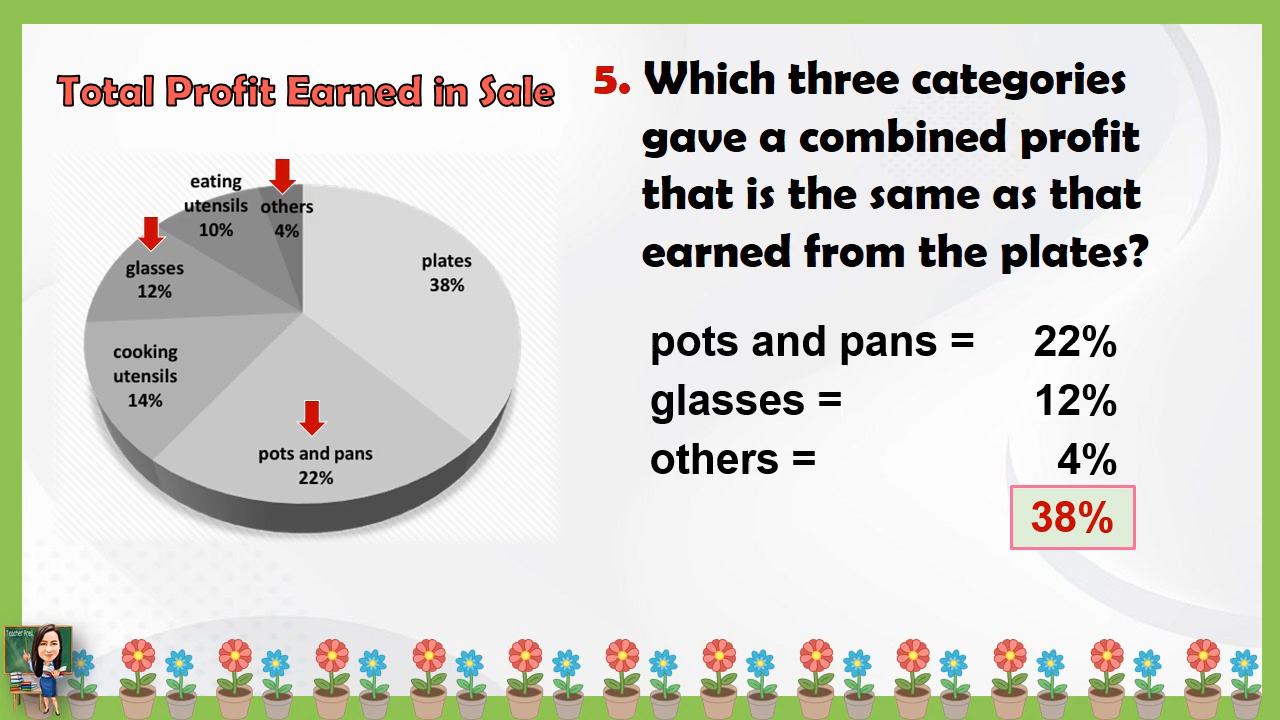 Total Profit Earned in Sale
5. Which three categories
gave a combined profit
that is the same as that
earned from the plates?
eating
utensils
10%
others
4%
plates
38%
glasses
12%
cooking
utensils
14%
pots and pans
22%
pots and pans = 22%
glasses = 12%
others = 4%
38%